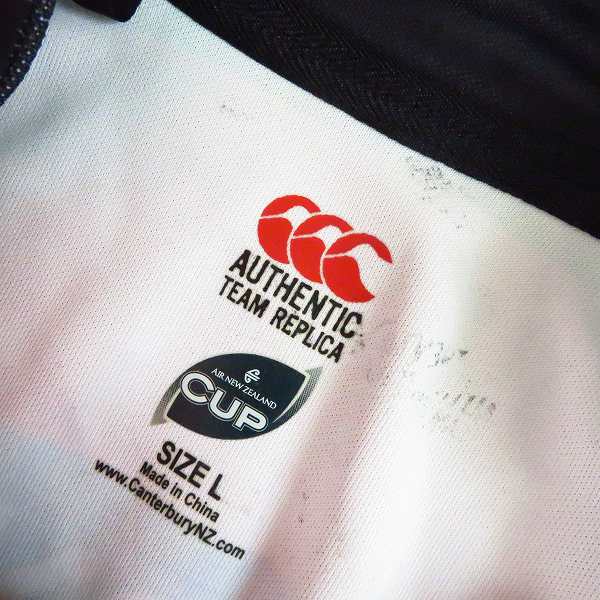 AUTHENTIC
TEAM REPLICA
AIR NEW ZEALAND
CUP
SIZE L
Made in China
www.CanterburyNZ.com